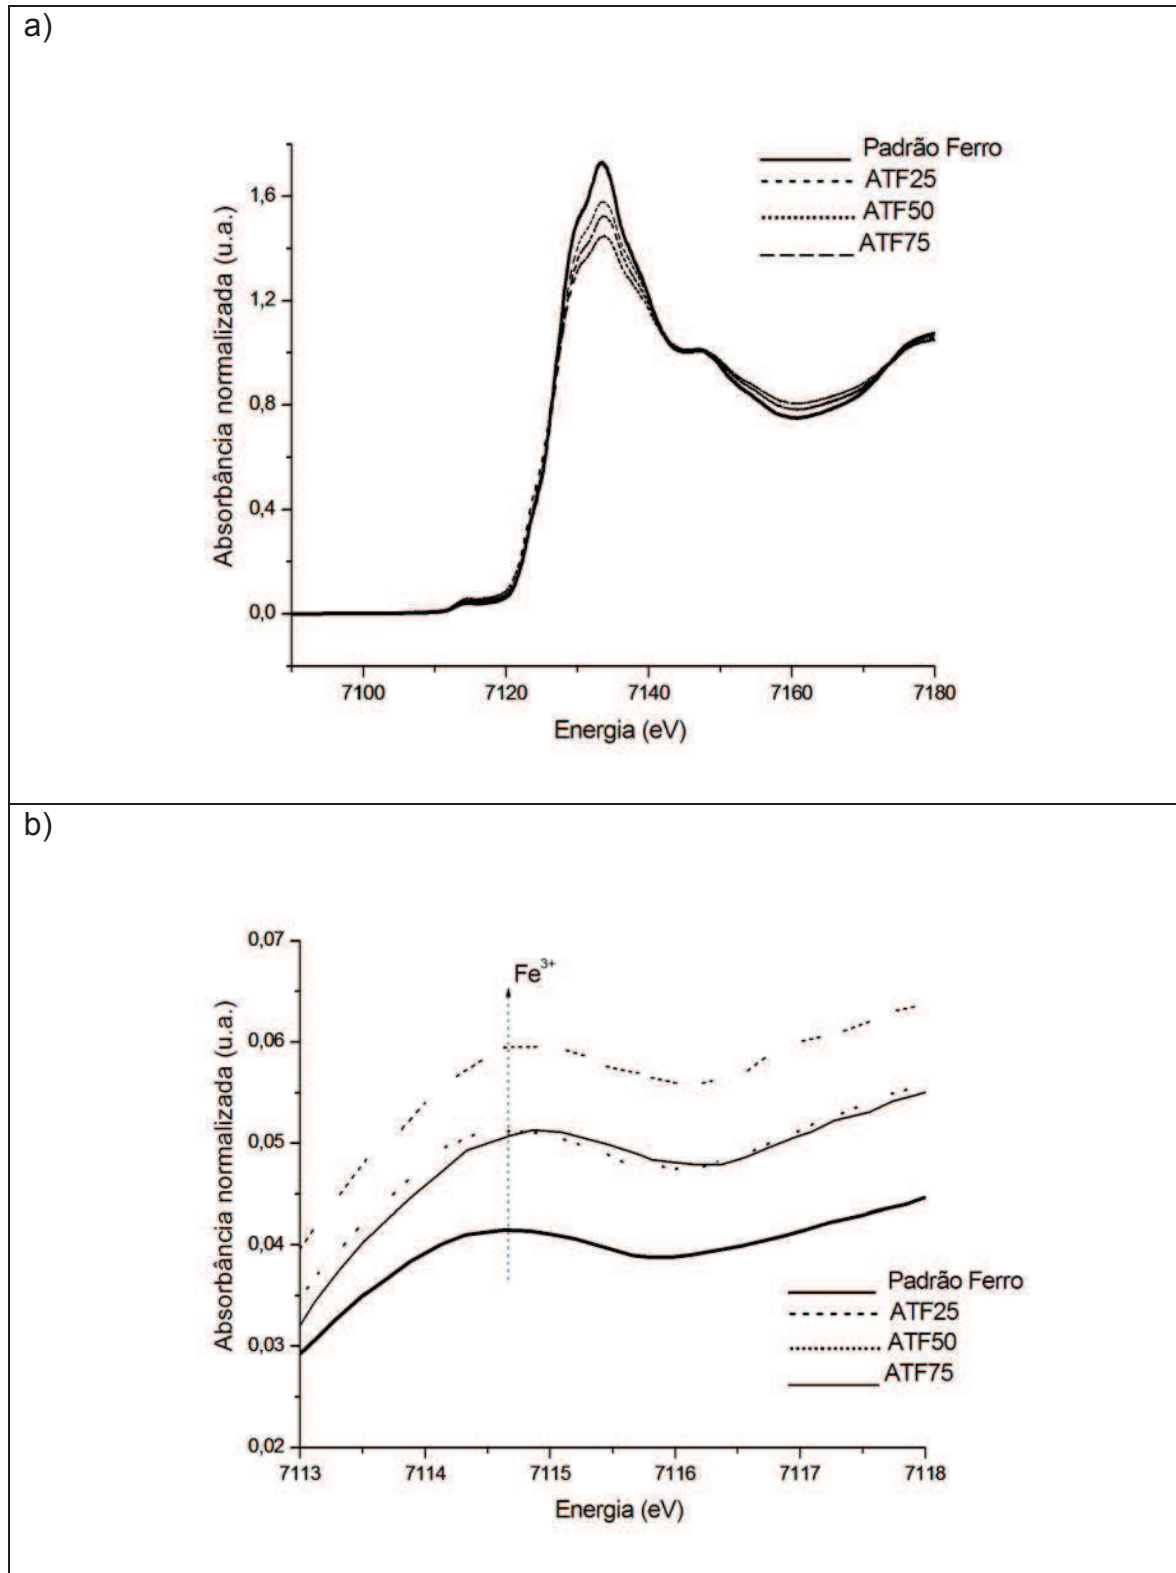 a)
Padrão Ferro
ATF25
ATF50
ATF75
Absorbância normalizada (u.a.)
1,6
1,2
0,8
0,4
0,0
7100 7120 7140 7160 7180
Energia (eV)
b)
Fe3+
Absorbância normalizada (u.a.)
0,07
0,06
0,05
0,04
0,03
0,02
Padrão Ferro
ATF25
ATF50
ATF75
7113 7114 7115 7116 7117 7118
Energia (eV)